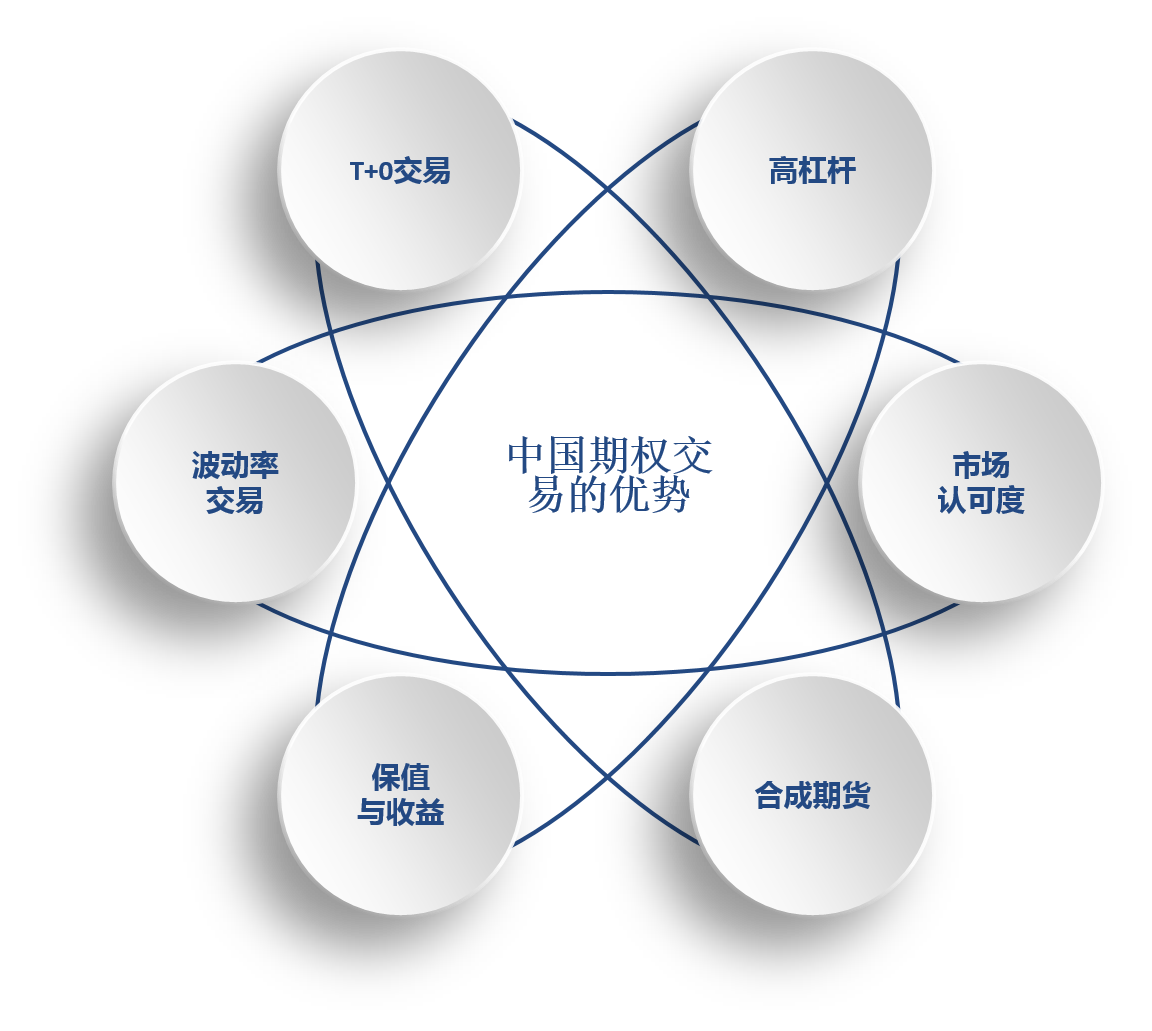 T+0交易
高杠杆
波动率
交易
中国期权交
易的优势
市场
认可度
保值
与收益
合成期货